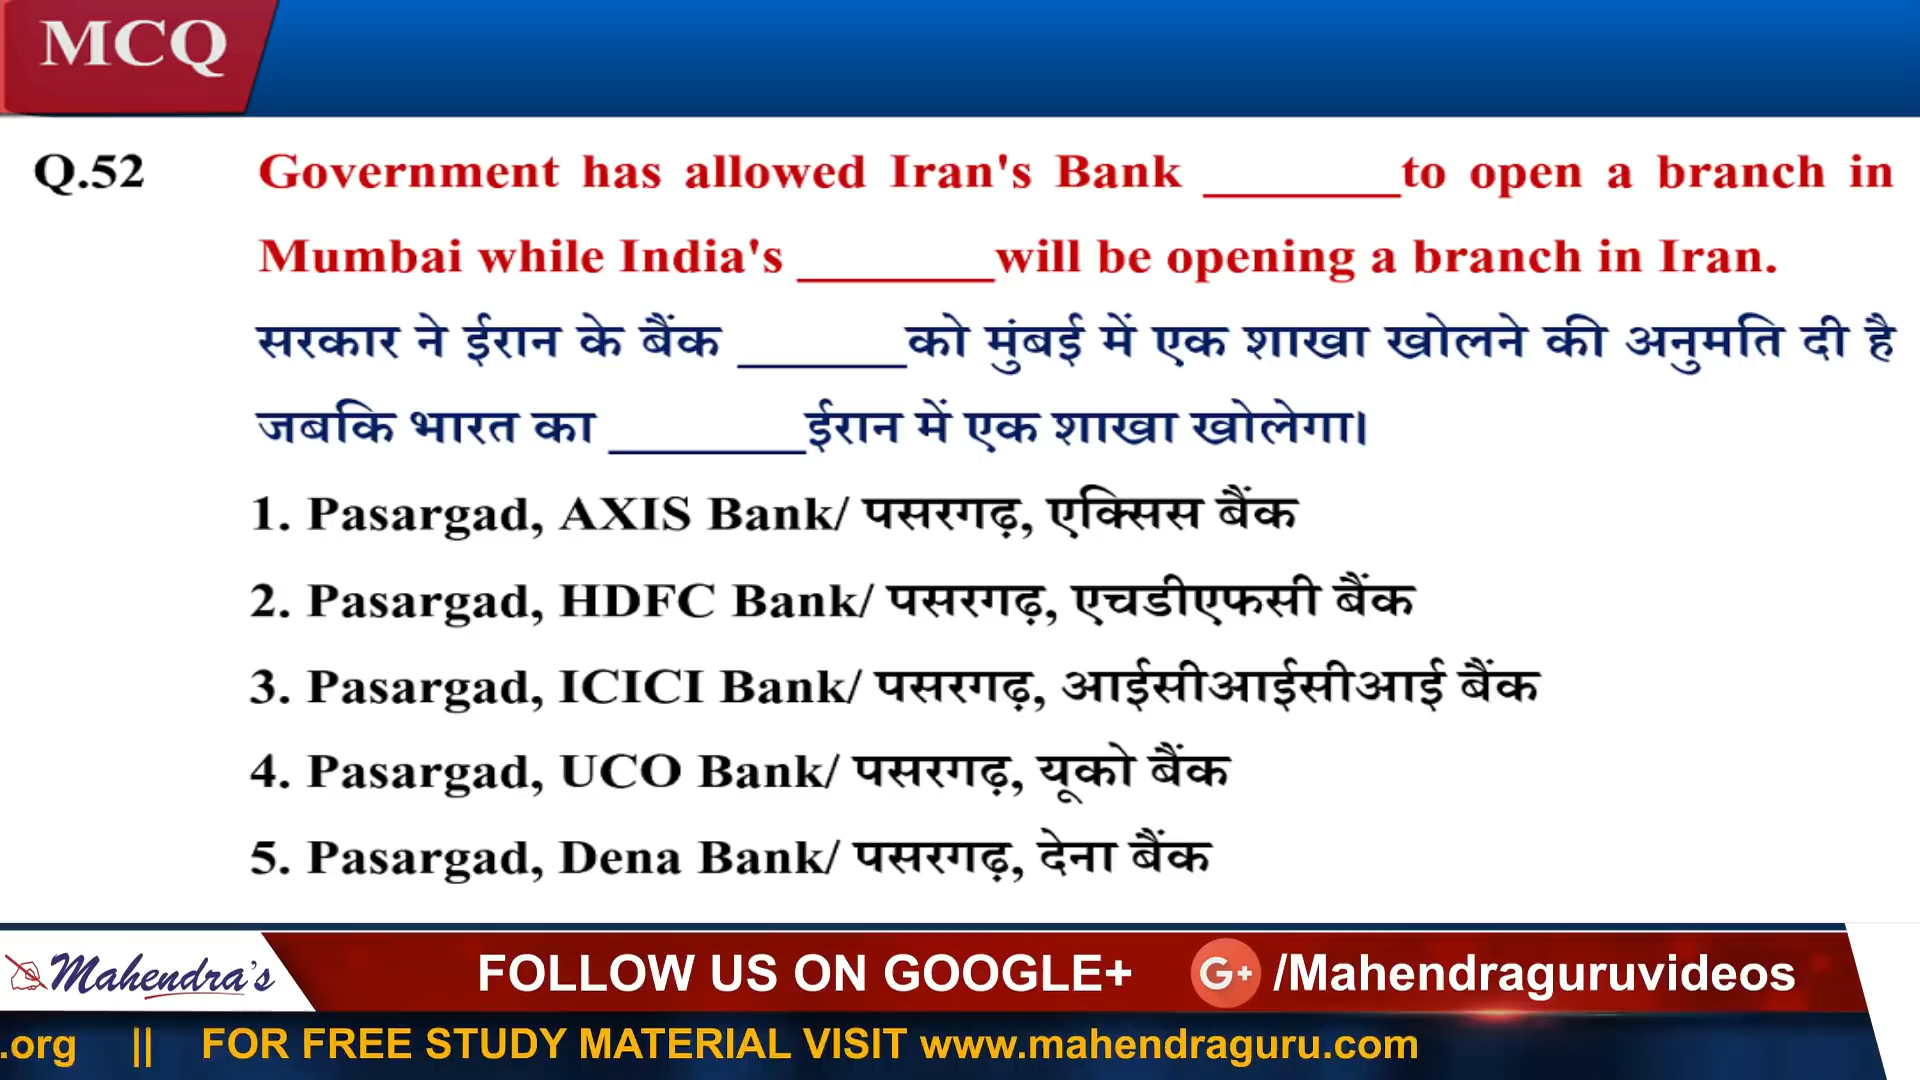 MCQ
Q.52 Government has allowed Iran's Bank ________to open a branch in
Mumbai while India's ________will be opening a branch in Iran.
सरकार ने ईरान के बैंक _______को मुंबई में एक शाखा खोलने की अनुमति दी है
जबकि भारत का ________ईरान में एक शाखा खोलेगा।
1. Pasargad, AXIS Bank/ पसरगढ़, एक्सिस बैंक
2. Pasargad, HDFC Bank/ पसरगढ़, एचडीएफसी बैंक
3. Pasargad, ICICI Bank/ पसरगढ़, आईसीआईसीआई बैंक
4. Pasargad, UCO Bank/ पसरगढ़, यूको बैंक
5. Pasargad, Dena Bank/ पसरगढ़, देना बैंक
Mahendra's FOLLOW US ON GOOGLE+ G+ /Mahendraguruvideos
.org || FOR FREE STUDY MATERIAL VISIT www.mahendraguru.com